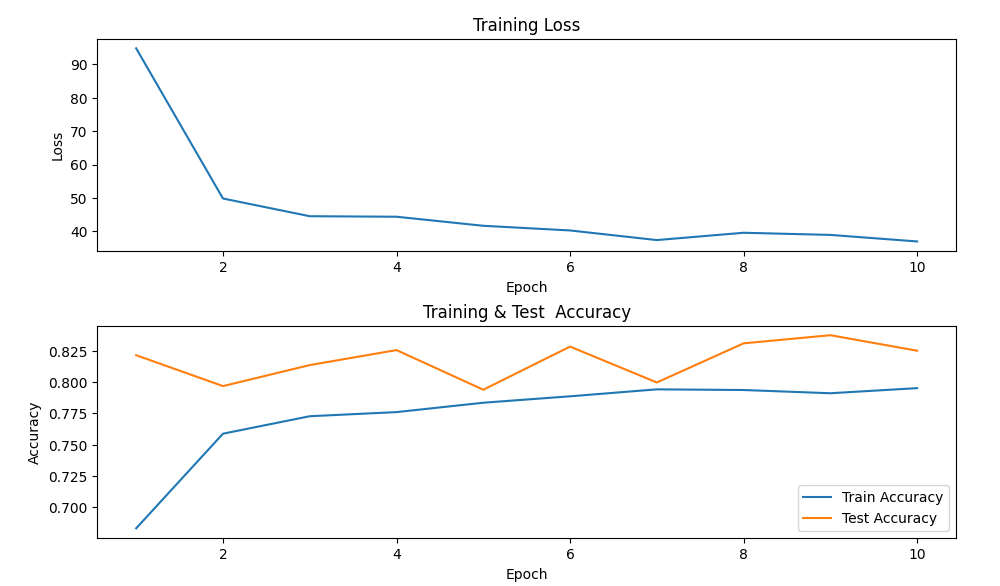 Training Loss
90
80
70
60
50
40
Loss
2 4 6 8 10
Epoch
Training & Test  Accuracy
0.825
0.800
0.775
0.750
0.725
0.700
Accuracy
Train Accuracy
Test Accuracy
2 4 6 8 10
Epoch